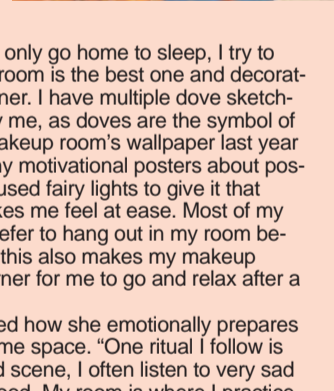 only go home to sleep, I try to
room is the best one and decorat-
ner. I have multiple dove sketch-
me, as doves are the symbol of
akeup room's wallpaper last year
y motivational posters about pos-
used fairy lights to give it that
kes me feel at ease. Most of my
efer to hang out in my room be-
this also makes my makeup
ner for me to go and relax after a
ed how she emotionally prepares
me space. “One ritual I follow is
d scene, I often listen to very sad